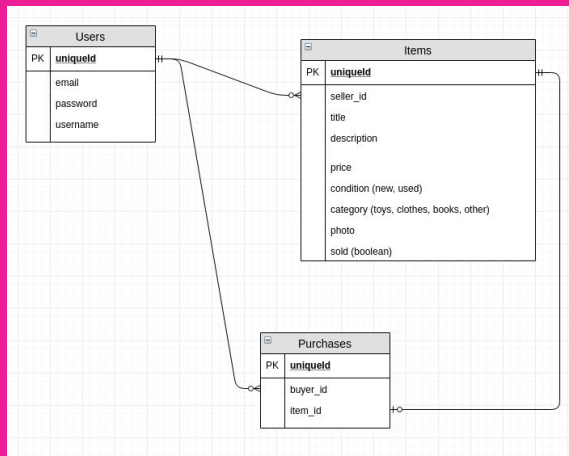 Users
PK uniqueId
email
password
username
Items
PK uniqueId
seller_id
title
description
price
condition (new, used)
category (toys, clothes, books, other)
photo
sold (boolean)
Purchases
PK uniqueId
buyer_id
item_id